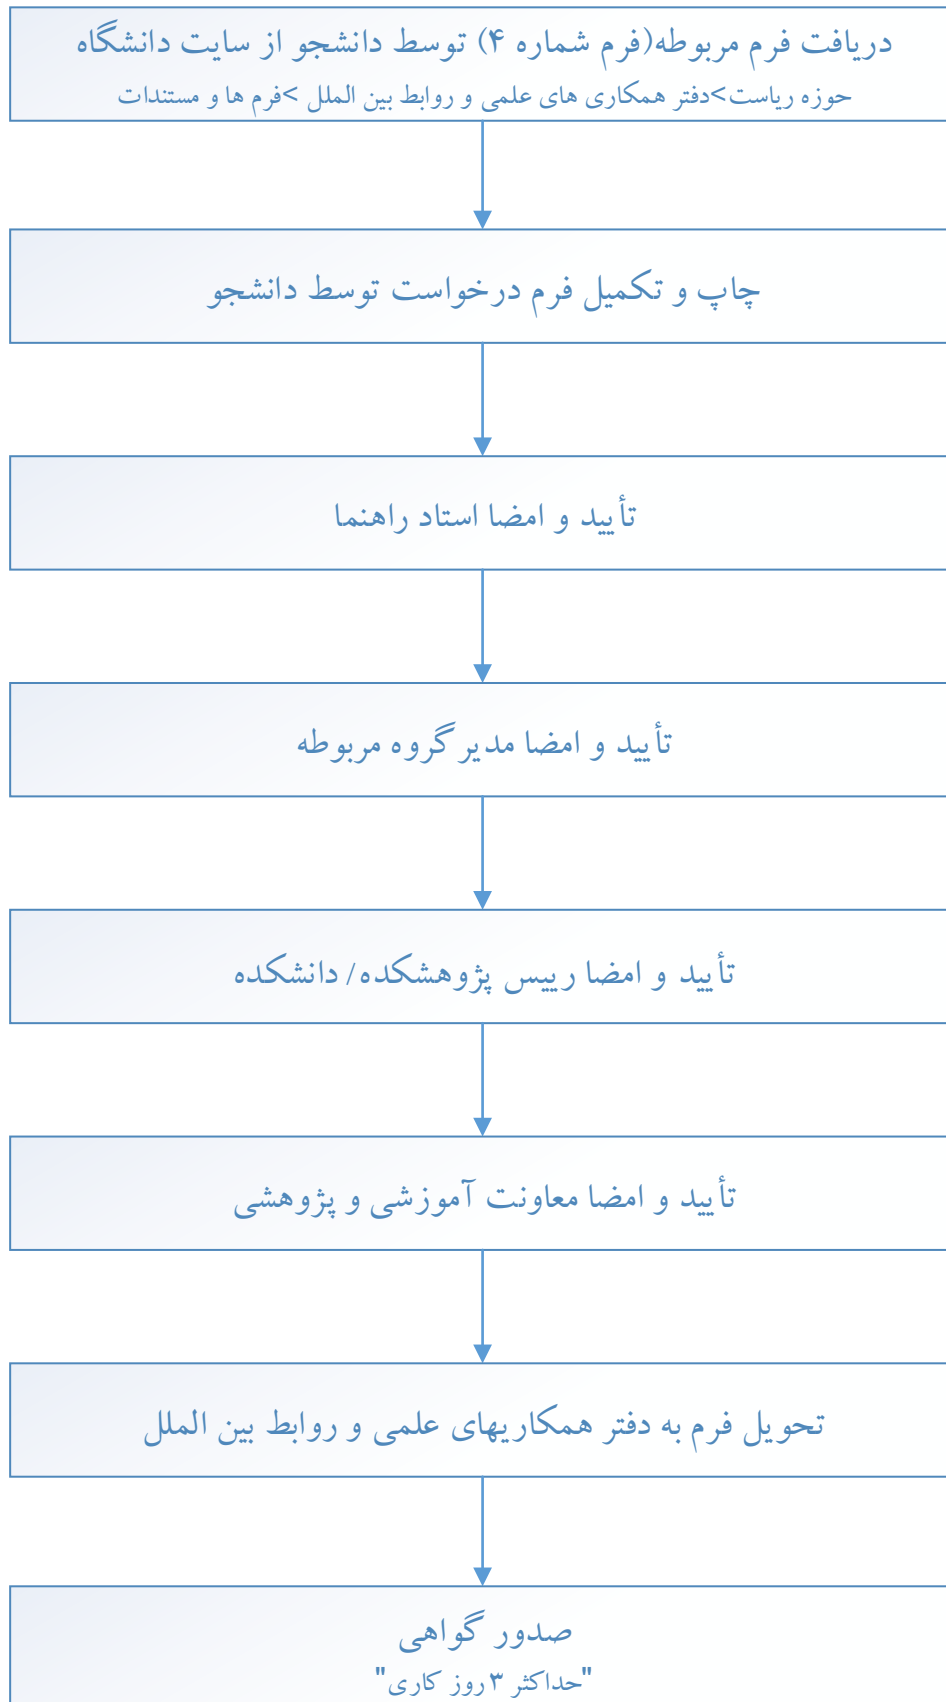 دریافت فرم مربوطه(فرم شماره ۴) توسط دانشجو از سایت دانشگاه
حوزه ریاست>دفتر همکاری های علمی و روابط بین الملل >فرم ها و مستندات
چاپ و تکمیل فرم درخواست توسط دانشجو
تأیید و امضا استاد راهنما
تأیید و امضا مدیر گروه مربوطه
تأیید و امضا رییس پژوهشکده/ دانشکده
تأیید و امضا معاونت آموزشی و پژوهشی
تحویل فرم به دفتر همکاریهای علمی و روابط بین الملل
صدور گواهی
"حداکثر ۳ روز کاری"